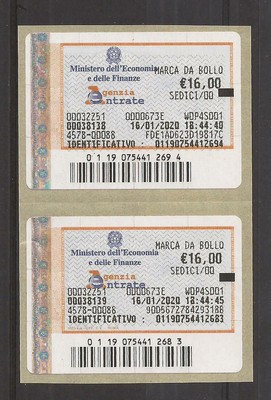 Ministero dell'Economia
e delle Finanze
MARCA DA BOLLO
€16,00
SEDICI/00
Agenzia
Entrate
00032251 0000673E WDP4S001
00038138 16/01/2020 18:44:40
4578-00088 FDE1AD623D19817C
IDENTIFICATIVO : 01190754412694
0 1 19 075441 269 4
Ministero dell'Economia
e delle Finanze
MARCA DA BOLLO
€16,00
SEDICI/00
Agenzia
Entrate
00032251 0000673E WDP4S001
00038139 16/01/2020 18:44:45
4578-00088 9DD5672784293188
IDENTIFICATIVO : 01190754412683
0 1 19 075441 268 3